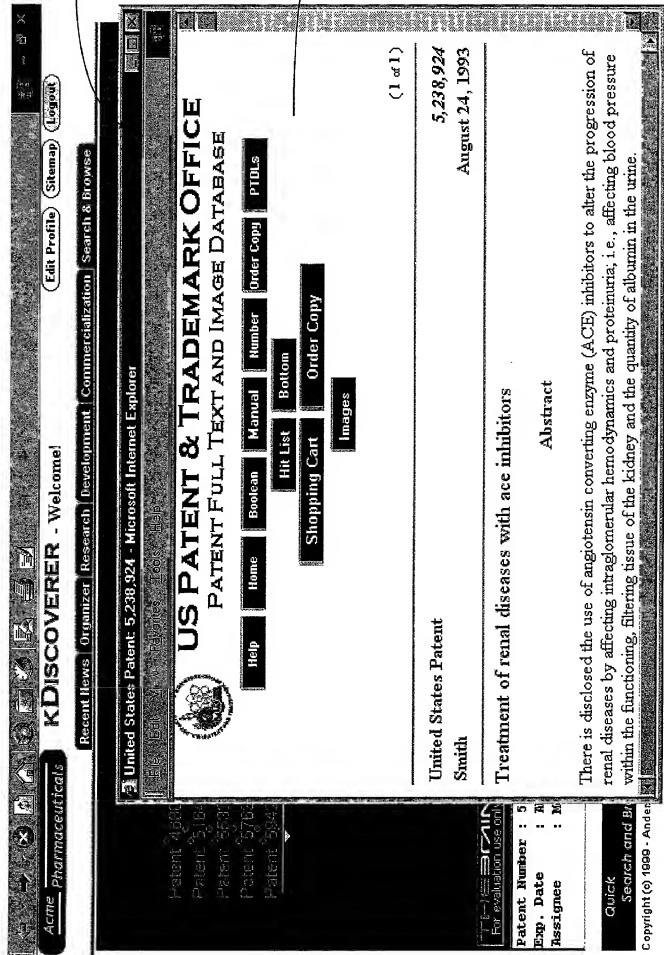 Acme Pharmaceuticals
KDISCOVERER - Welcome!
Edit Profile Sitemap Logout
Recent News Organizer Research Development Commercialization Search & Browse
United States Patent: 5,238,924 - Microsoft Internet Explorer
US PATENT & TRADEMARK OFFICE
PATENT FULL TEXT AND IMAGE DATABASE
Help Home Boolean Manual Number Order Copy PTDLs
Hit List Bottom
Shopping Cart Order Copy
Images
(1 of 1)
United States Patent 5,238,924
Smith August 24, 1993
Treatment of renal diseases with ace inhibitors
Abstract
There is disclosed the use of angiotensin converting enzyme (ACE) inhibitors to alter the progression of
renal diseases by affecting intraglomerular hemodynamics and proteinuria; i.e., affecting blood pressure
within the functioning, filtering tissue of the kidney and the quantity of albumin in the urine.
Patent
Patent
Patent
Patent
Patent
For evaluation use only
Patent Number : 5
Exp. Date :
Assignee :
Quick
Search and
Copyright (c) 1999 - Ander